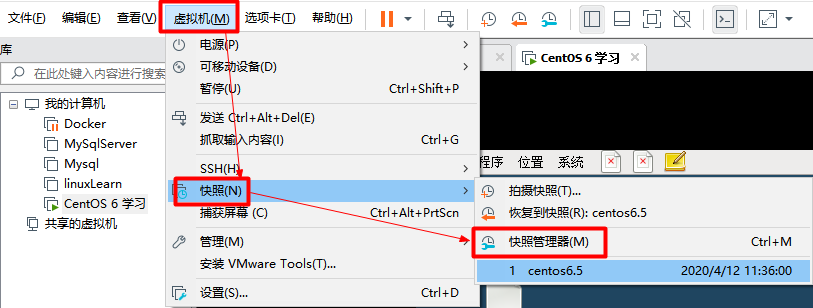 文件(F) 编辑(E) 查看(V) 虚拟机(M) 选项卡(T) 帮助(H)
库
在此处键入内容进行搜索
我的计算机
Docker
MySqlServer
Mysql
linuxLearn
CentOS 6 学习
共享的虚拟机
电源(P)
可移动设备(D)
暂停(U) Ctrl+Shift+P
发送 Ctrl+Alt+Del(E)
抓取输入内容(I) Ctrl+G
SSH(H)
快照(N)
捕获屏幕 (C) Ctrl+Alt+PrtScn
管理(M)
安装 VMware Tools(T)...
设置(S)... Ctrl+D
CentOS 6 学习
程序 位置 系统
拍摄快照(T)...
恢复到快照(R): centos6.5
快照管理器(M) Ctrl+M
1 centos6.5 2020/4/12 11:36:00